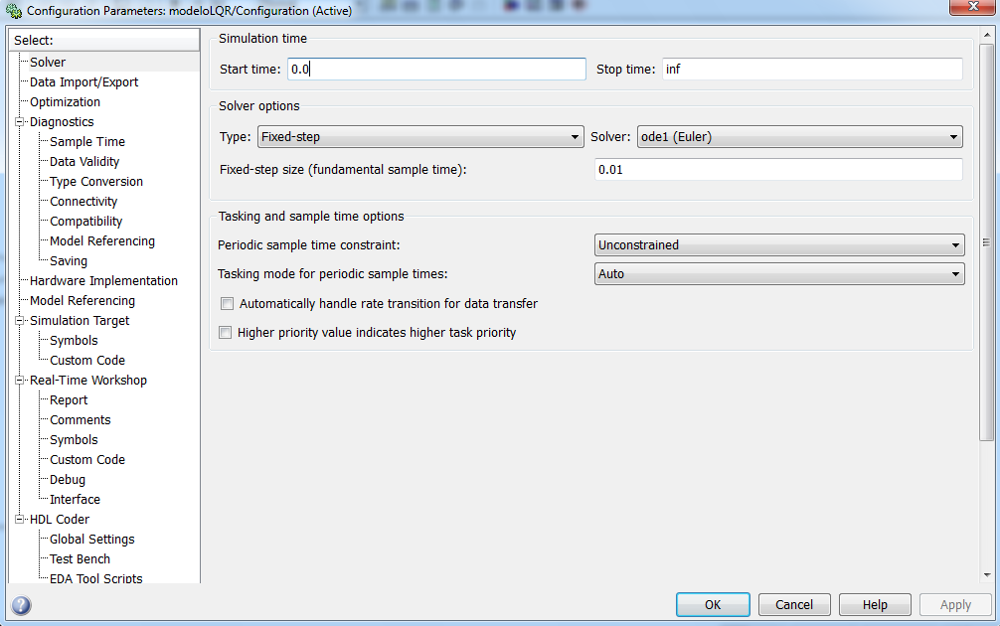 Configuration Parameters: modeloLQR/Configuration (Active)
Select:
Solver
Data Import/Export
Optimization
Diagnostics
Sample Time
Data Validity
Type Conversion
Connectivity
Compatibility
Model Referencing
Saving
Hardware Implementation
Model Referencing
Simulation Target
Symbols
Custom Code
Real-Time Workshop
Report
Comments
Symbols
Custom Code
Debug
Interface
HDL Coder
Global Settings
Test Bench
EDA Tool Scripts
Simulation time
Start time: 0.0 Stop time: inf
Solver options
Type: Fixed-step Solver: ode1 (Euler)
Fixed-step size (fundamental sample time): 0.01
Tasking and sample time options
Periodic sample time constraint: Unconstrained
Tasking mode for periodic sample times: Auto
Automatically handle rate transition for data transfer
Higher priority value indicates higher task priority
OK Cancel Help Apply